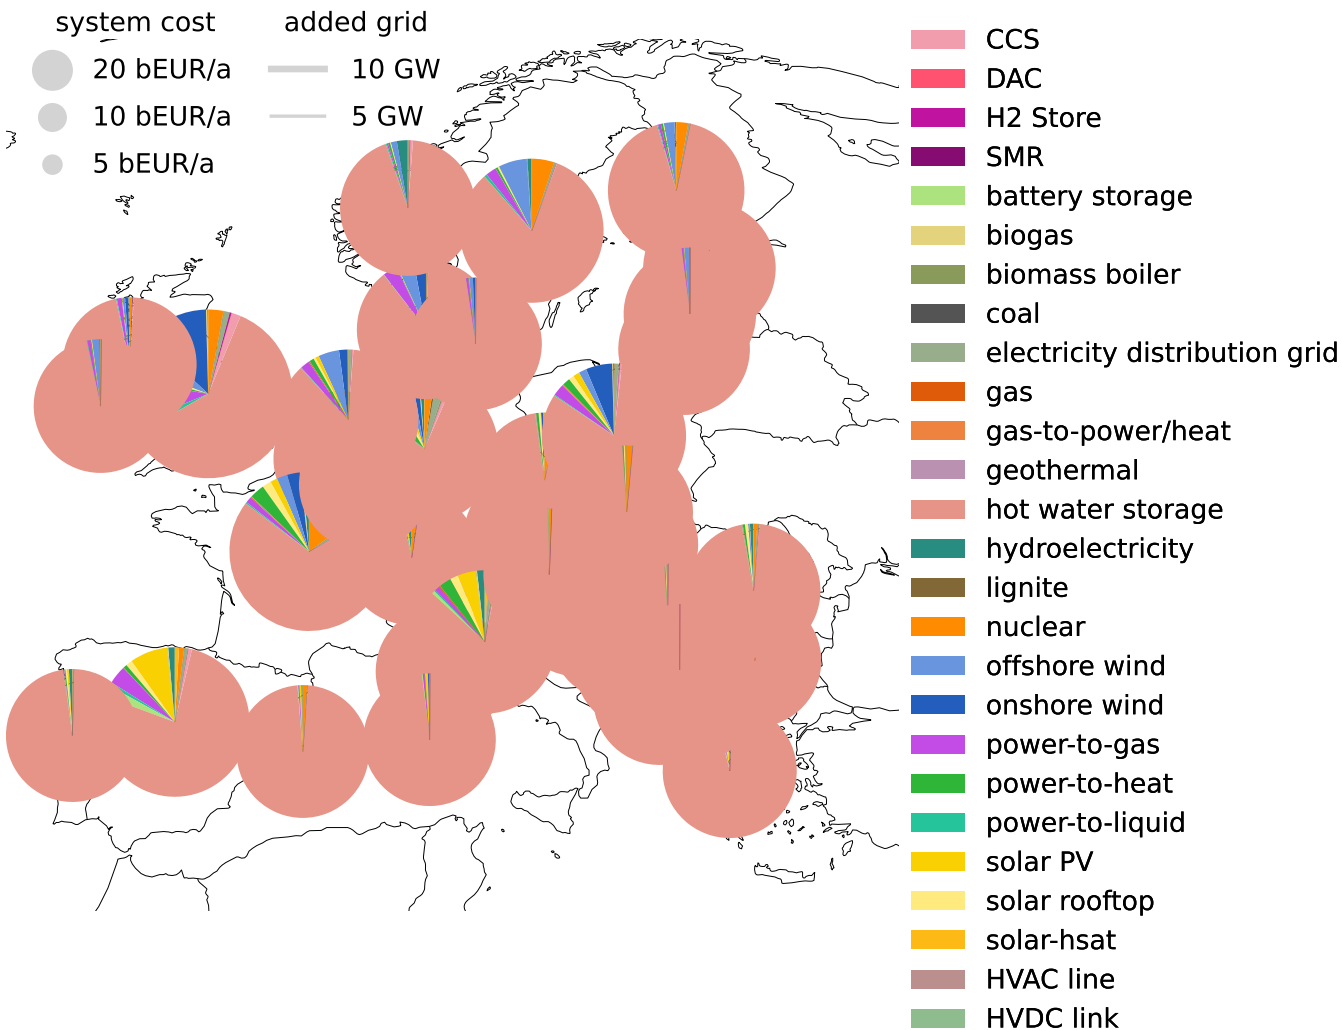 system cost
20 bEUR/a
10 bEUR/a
5 bEUR/a
added grid
10 GW
5 GW
CCS
DAC
H2 Store
SMR
battery storage
biogas
biomass boiler
coal
electricity distribution grid
gas
gas-to-power/heat
geothermal
hot water storage
hydroelectricity
lignite
nuclear
offshore wind
onshore wind
power-to-gas
power-to-heat
power-to-liquid
solar PV
solar rooftop
solar-hsat
HVAC line
HVDC link